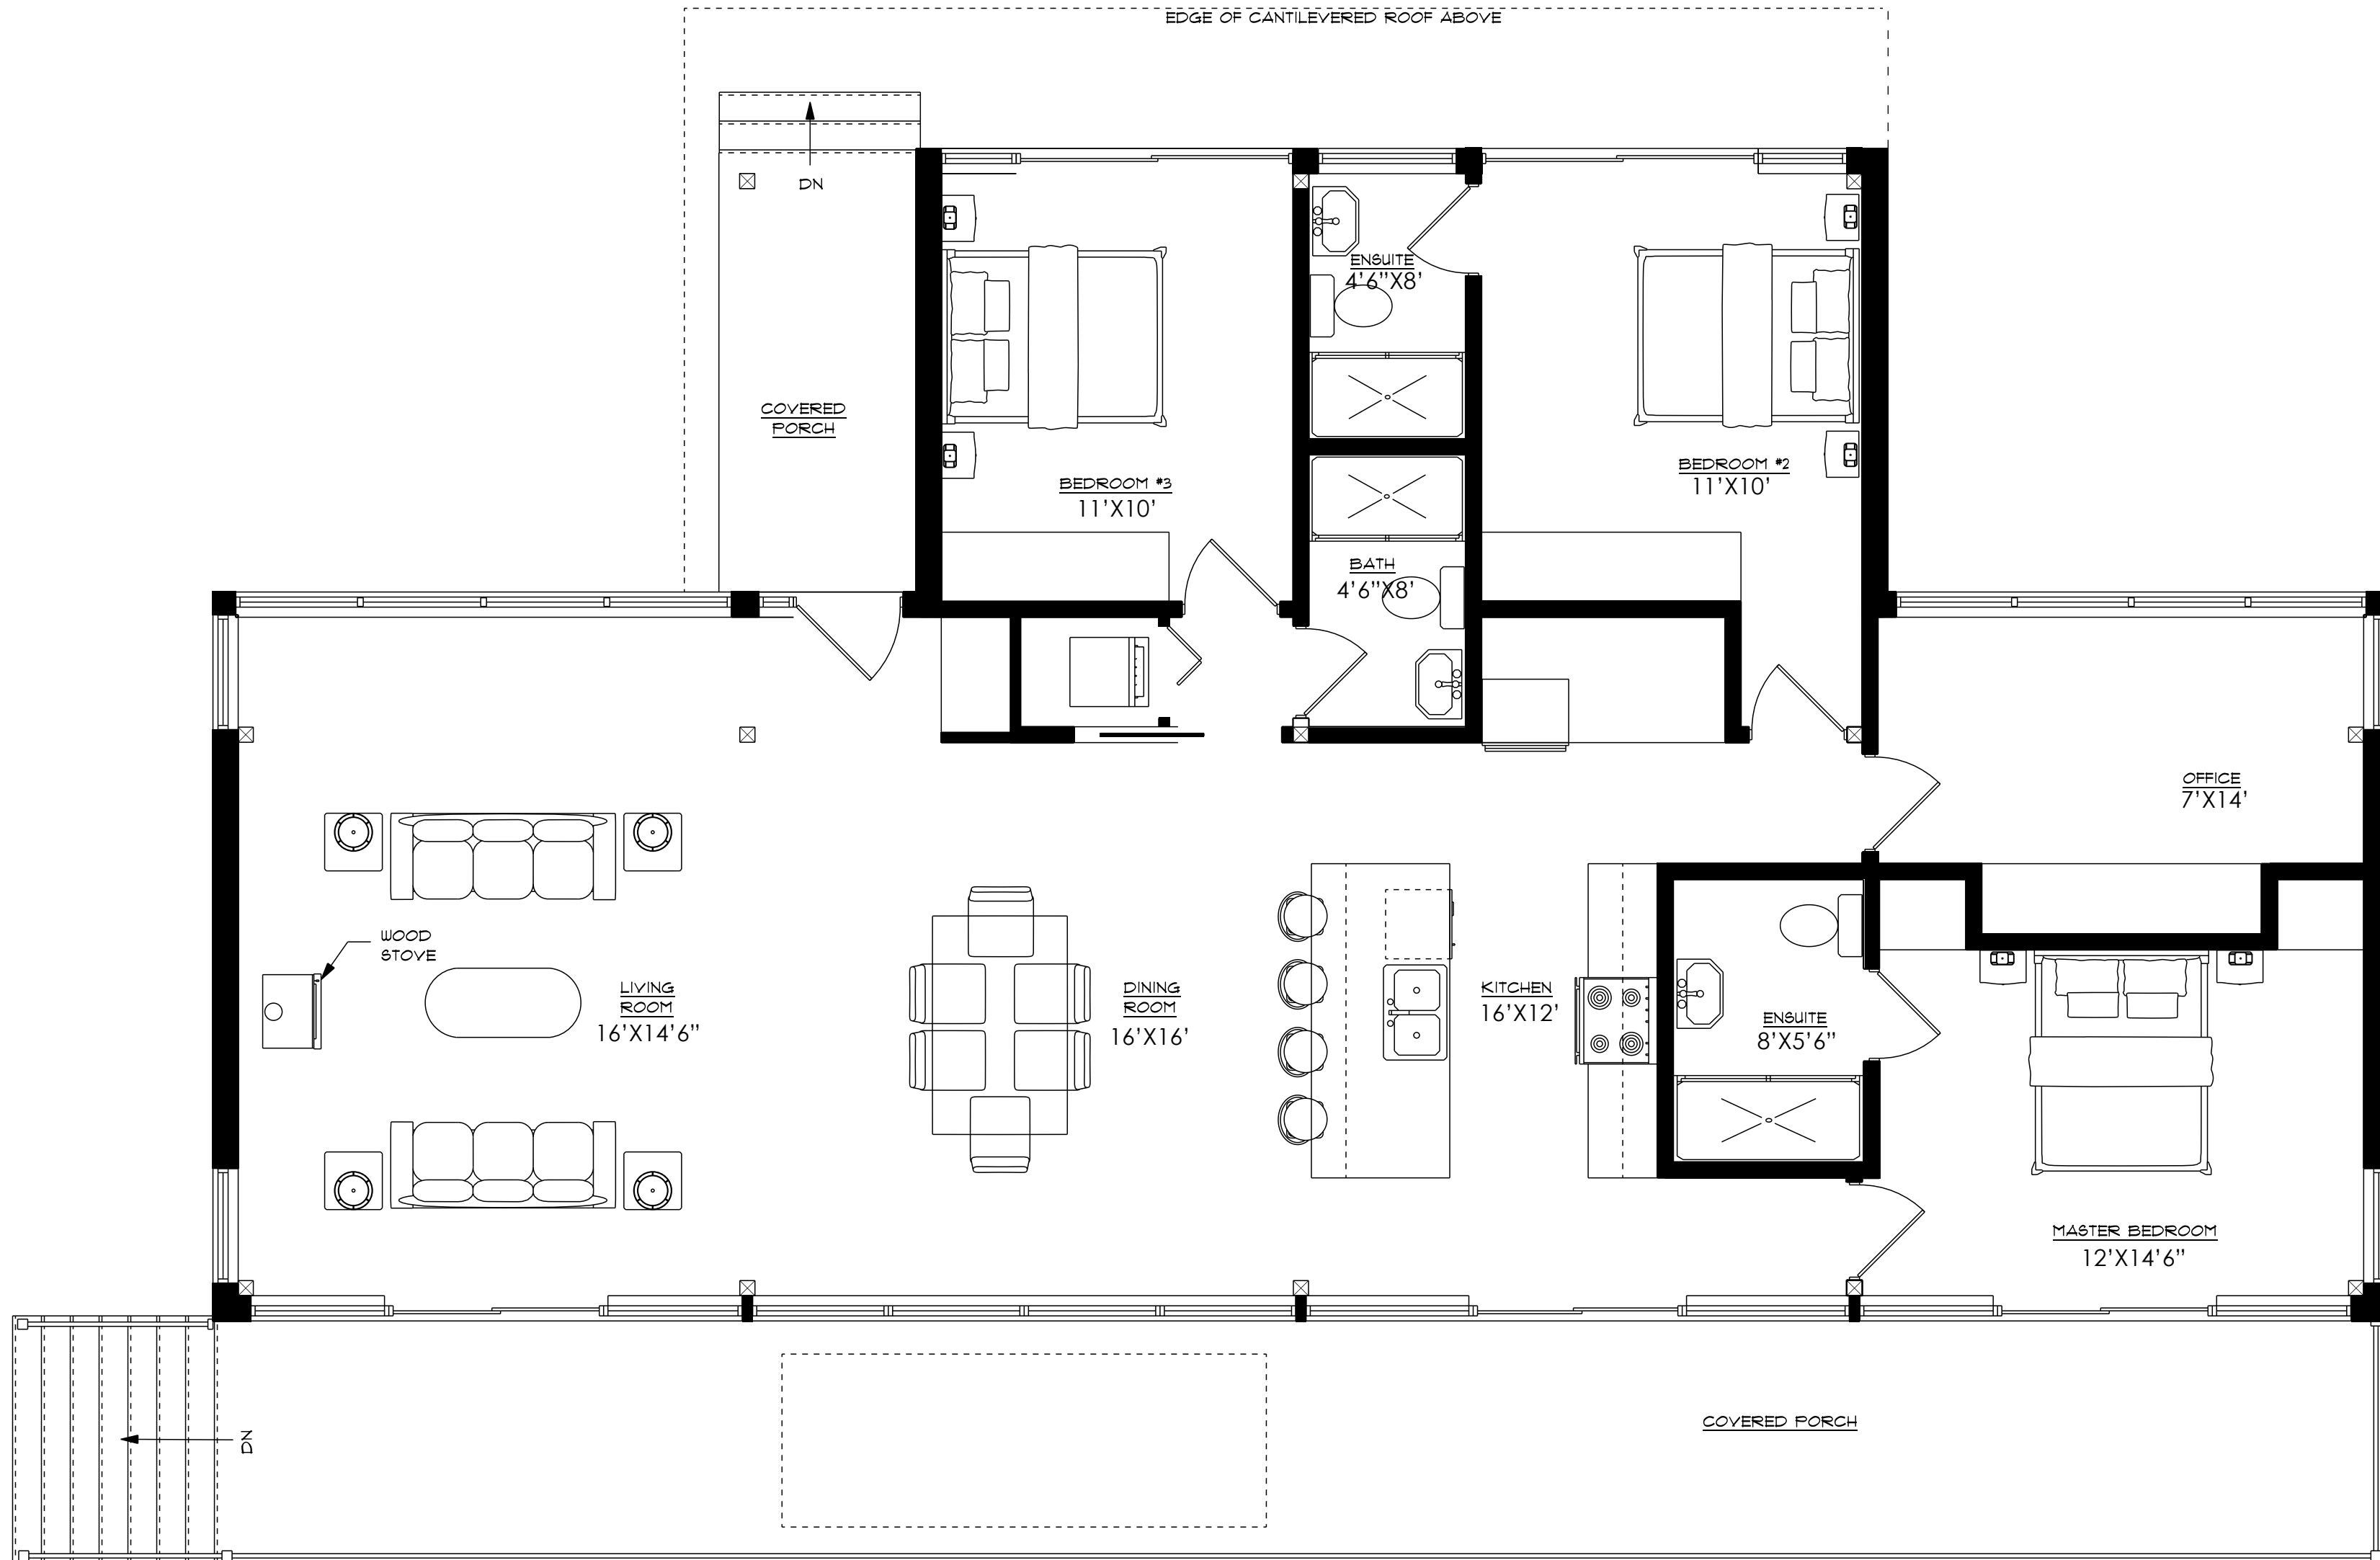 EDGE OF CANTILEVERED ROOF ABOVE
DN
ENSUITE
4'6"X8'
COVERED
PORCH
BEDROOM #3
11'X10'
BEDROOM #2
11'X10'
BATH
4'6"X8'
OFFICE
7'X14'
WOOD
STOVE
LIVING
ROOM
16'X14'6"
DINING
ROOM
16'X16'
KITCHEN
16'X12'
ENSUITE
8'X5'6"
MASTER BEDROOM
12'X14'6"
COVERED PORCH
DN